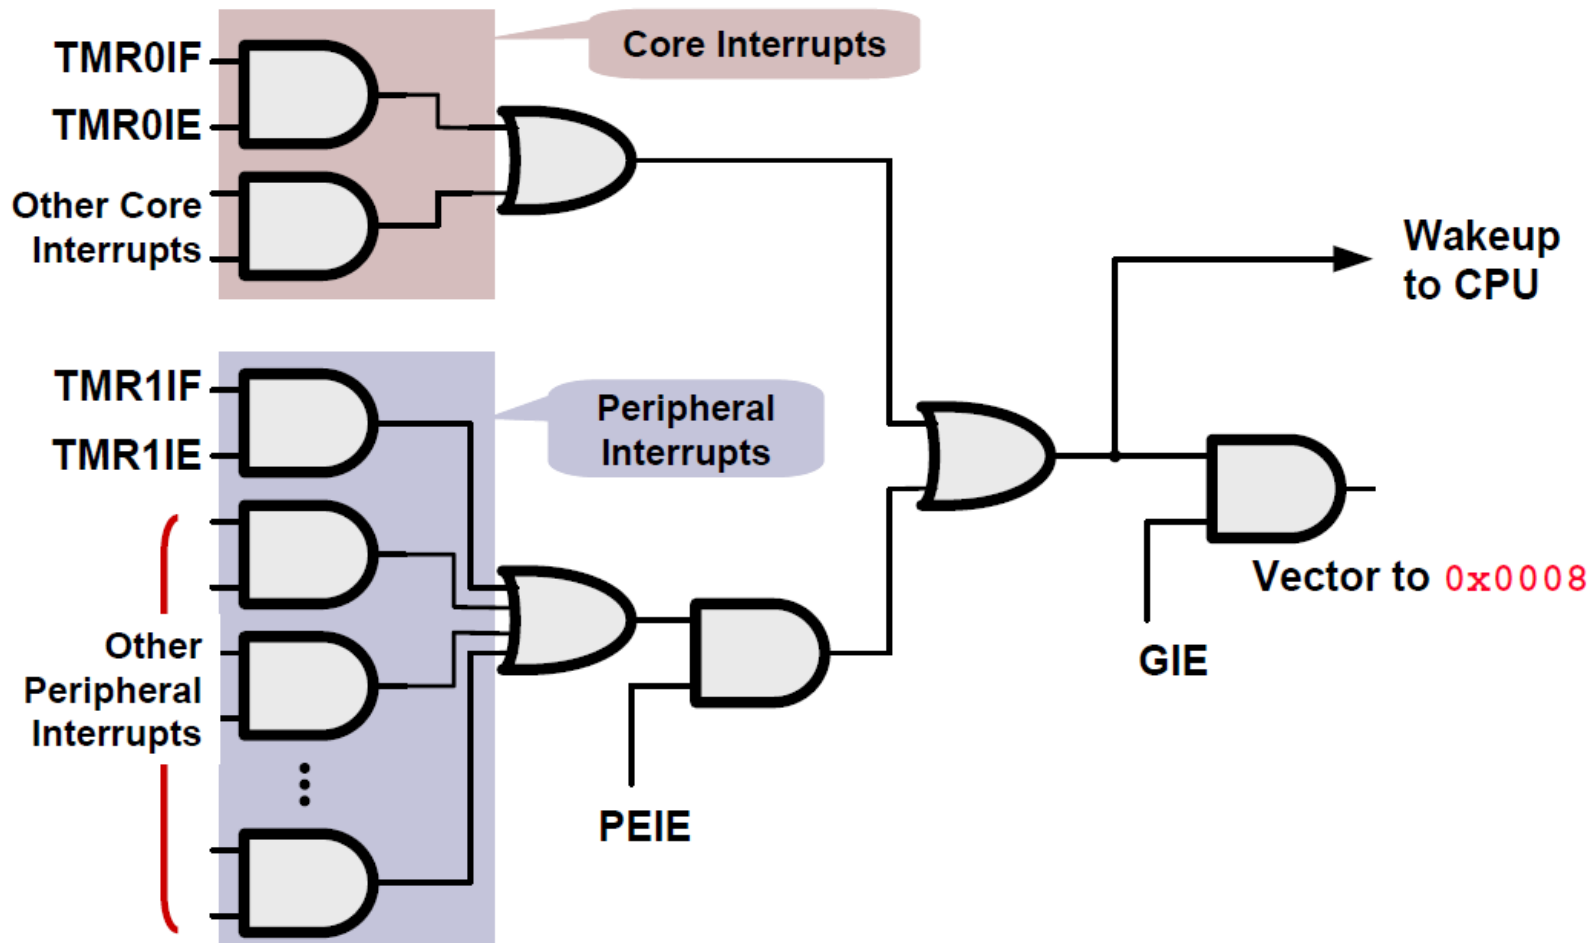 TMR0IF
Core Interrupts
TMR0IE
Other Core
Interrupts
Wakeup
to CPU
TMR1IF
Peripheral
Interrupts
TMR1IE
Vector to 0x0008
Other
Peripheral
Interrupts
GIE
PEIE